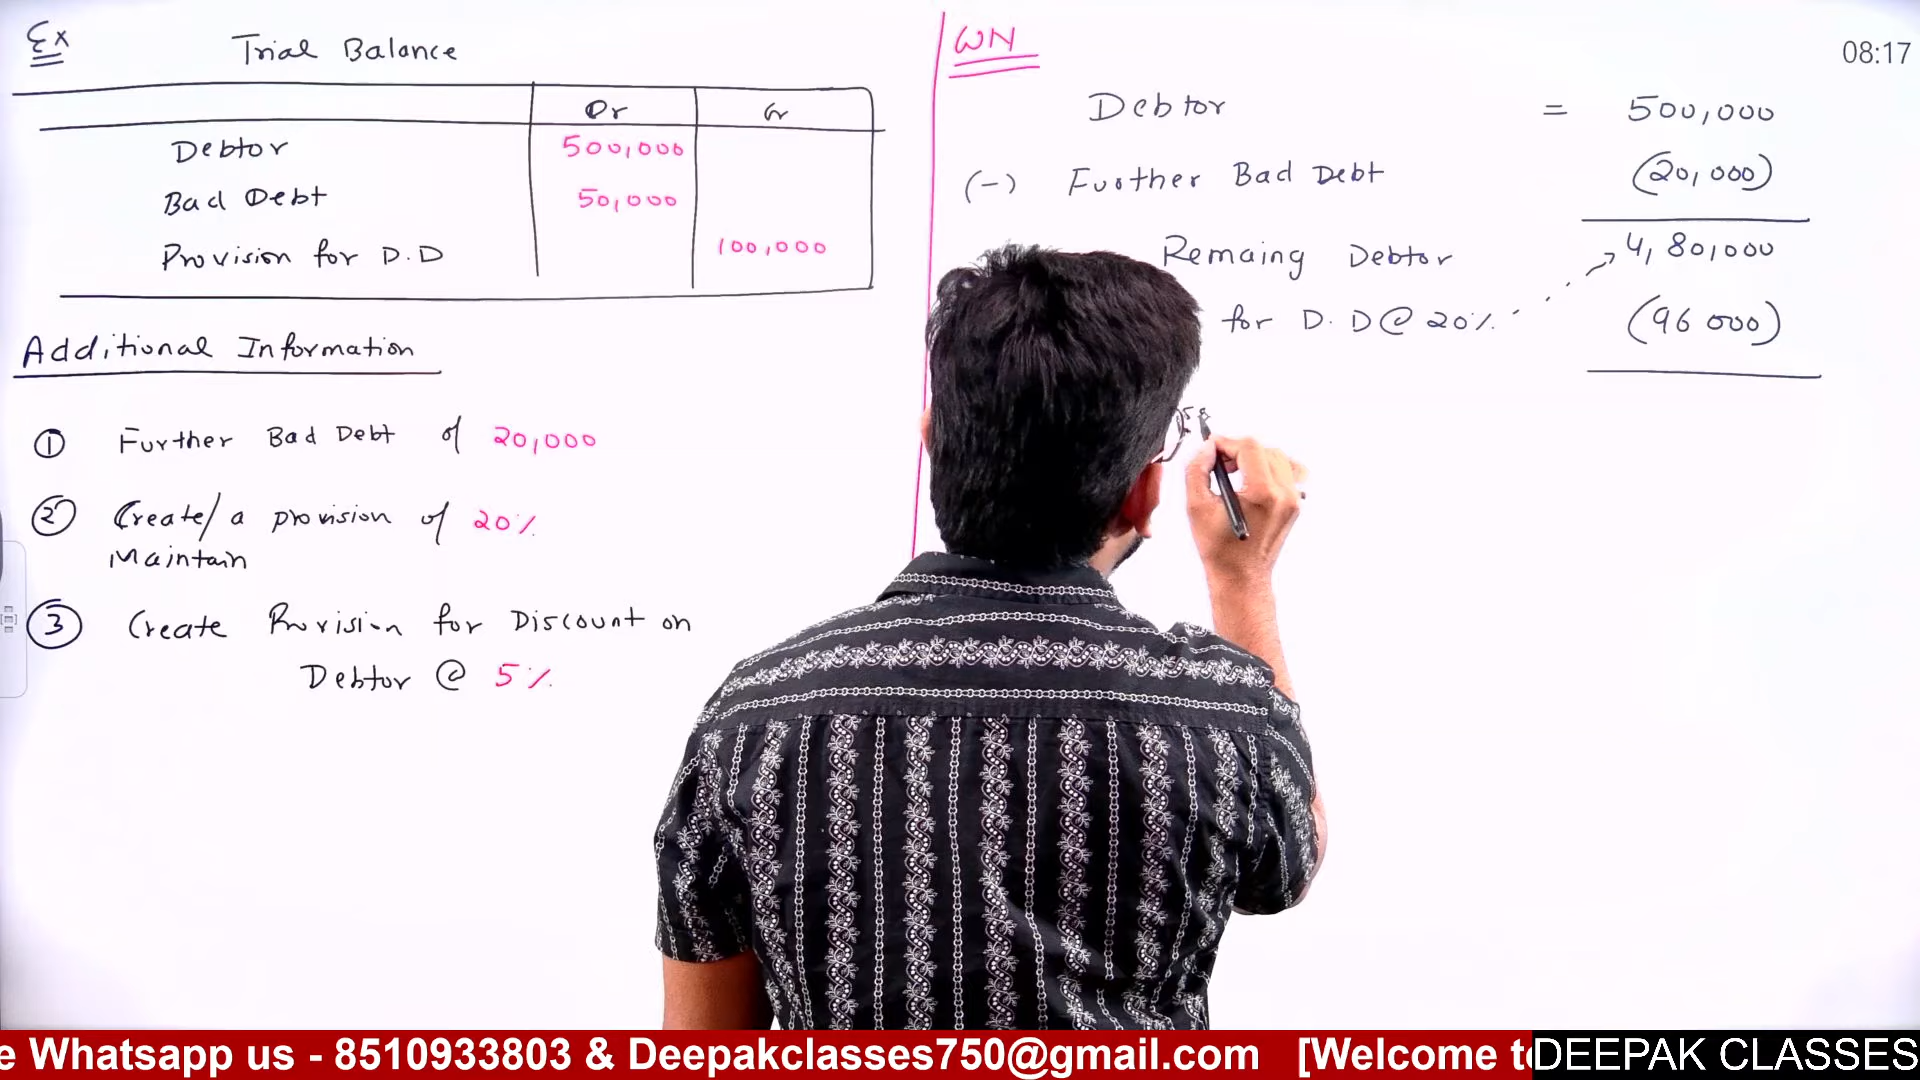 Ex
Trial Balance
Dr Cr
Debtor 500,000
Bad Debt 50,000
Provision for D.D 100,000
Additional Information
① Further Bad Debt of 20,000
② Create/a provision of 20%
Maintain
③ Create Provision for Discount on
Debtor @ 5%
WN
08:17
Debtor = 500,000
(-) Further Bad Debt (20,000)
Remaing Debtor 4,80,000
for D.D @ 20% (96 000)
e Whatsapp us - 8510933803 & Deepakclasses750@gmail.com [Welcome to
DEEPAK CLASSES